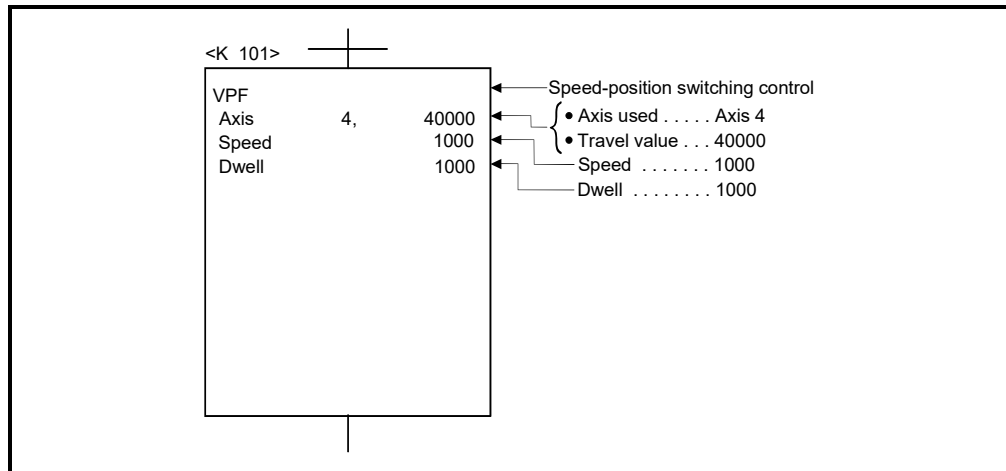 <K 101>
VPF
Axis 4, 40000
Speed 1000
Dwell 1000
Speed-position switching control
• Axis used . . . . . Axis 4
• Travel value . . . 40000
Speed . . . . . . . 1000
Dwell . . . . . . . . 1000